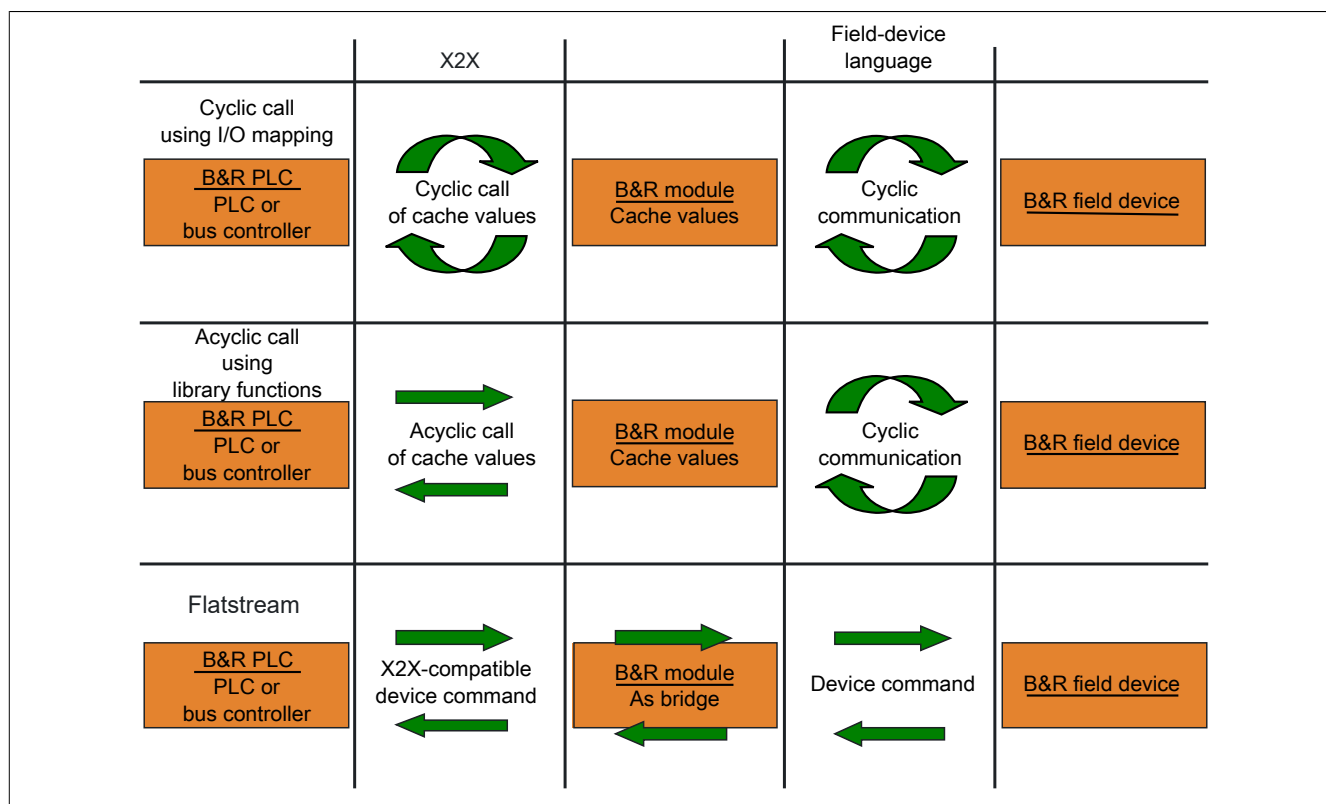 X2X
Field-device
language
Cyclic call
using I/O mapping
B&R PLC
PLC or
bus controller
Cyclic call
of cache values
B&R module
Cache values
Cyclic
communication
B&R field device
Acyclic call
using
library functions
B&R PLC
PLC or
bus controller
Acyclic call
of cache values
B&R module
Cache values
Cyclic
communication
B&R field device
Flatstream
B&R PLC
PLC or
bus controller
X2X-compatible
device command
B&R module
As bridge
Device command
B&R field device